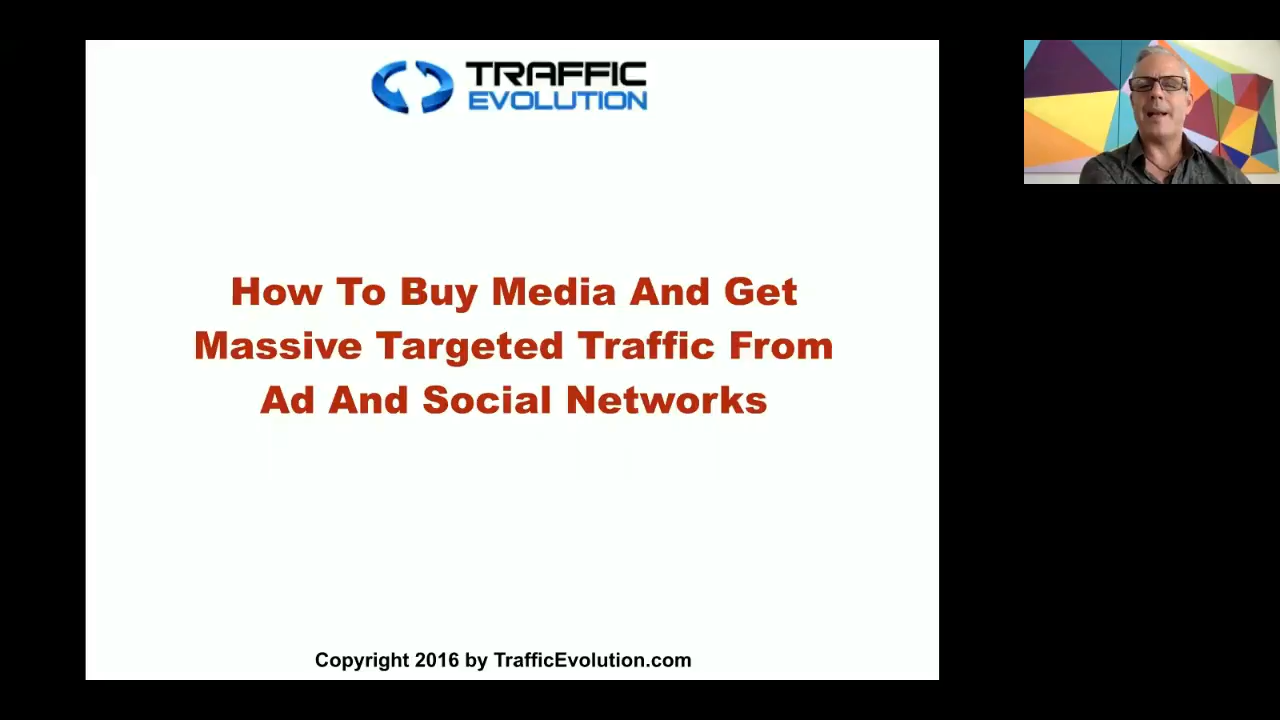 TRAFFIC
EVOLUTION
How To Buy Media And Get
Massive Targeted Traffic From
Ad And Social Networks
Copyright 2016 by TrafficEvolution.com